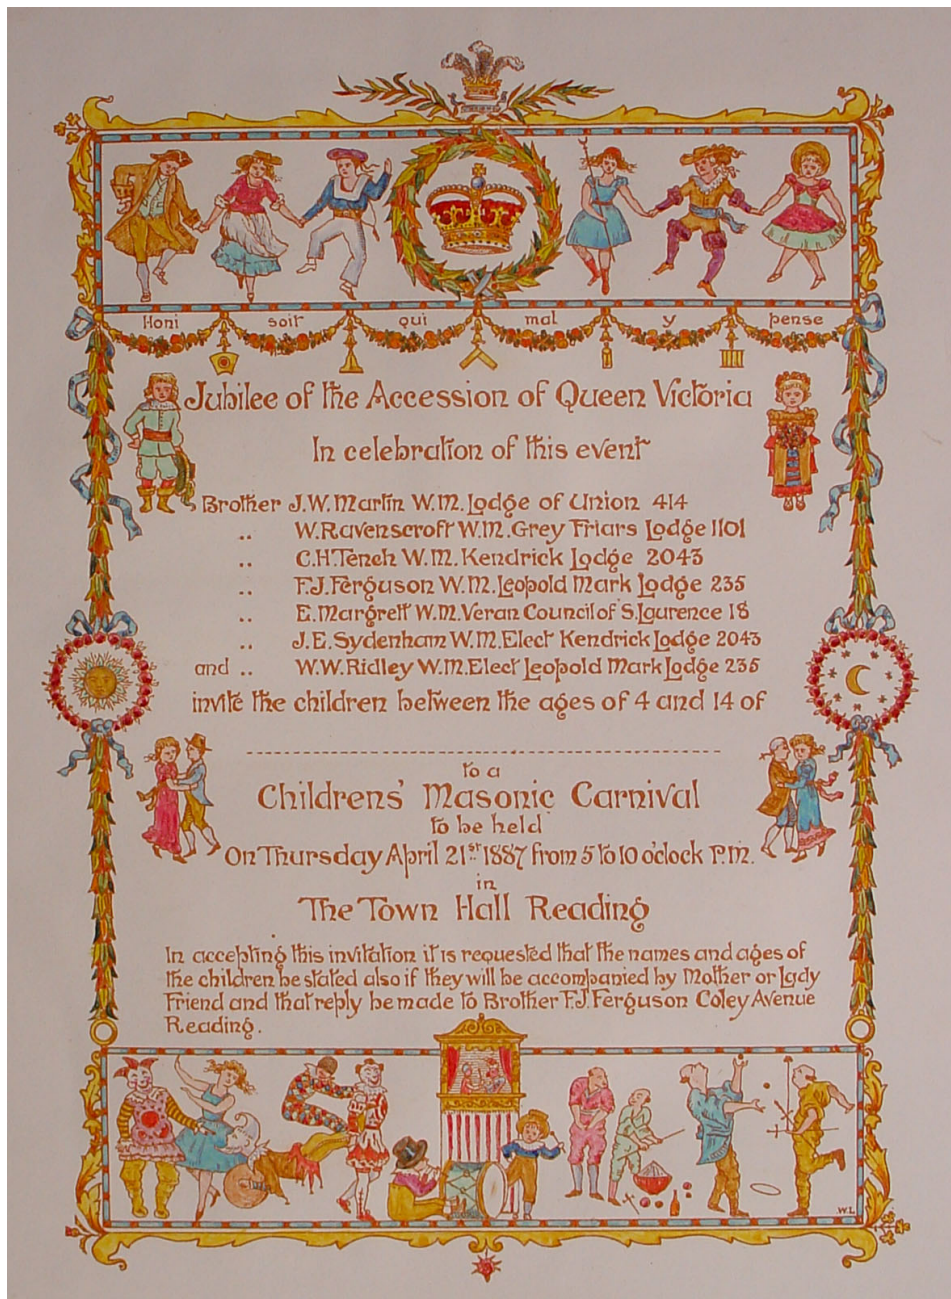 Honi soit qui mal y pense
Jubilee of the Accession of Queen Victoria
In celebration of this event
Brother J.W. Martin W.M. Lodge of Union 414
.. W. Ravenscroft W.M. Grey Friars Lodge 1101
.. C.H. Tench W.M. Kendrick Lodge 2043
.. F.J. Ferguson W.M. Leopold Mark Lodge 235
.. E. Margrett W.M. Veran Council of S. Laurence 18
.. J.E. Sydenham W.M. Elect Kendrick Lodge 2043
and .. W.W. Ridley W.M. Elect Leopold Mark Lodge 235
invite the children between the ages of 4 and 14 of
to a
Childrens' Masonic Carnival
to be held
On Thursday April 21st 1887 from 5 to 10 o'clock P.M.
in
The Town Hall Reading
In accepting this invitation it is requested that the names and ages of
the children be stated also if they will be accompanied by Mother or Lady
Friend and that reply be made to Brother F.J. Ferguson Coley Avenue
Reading.
W.L